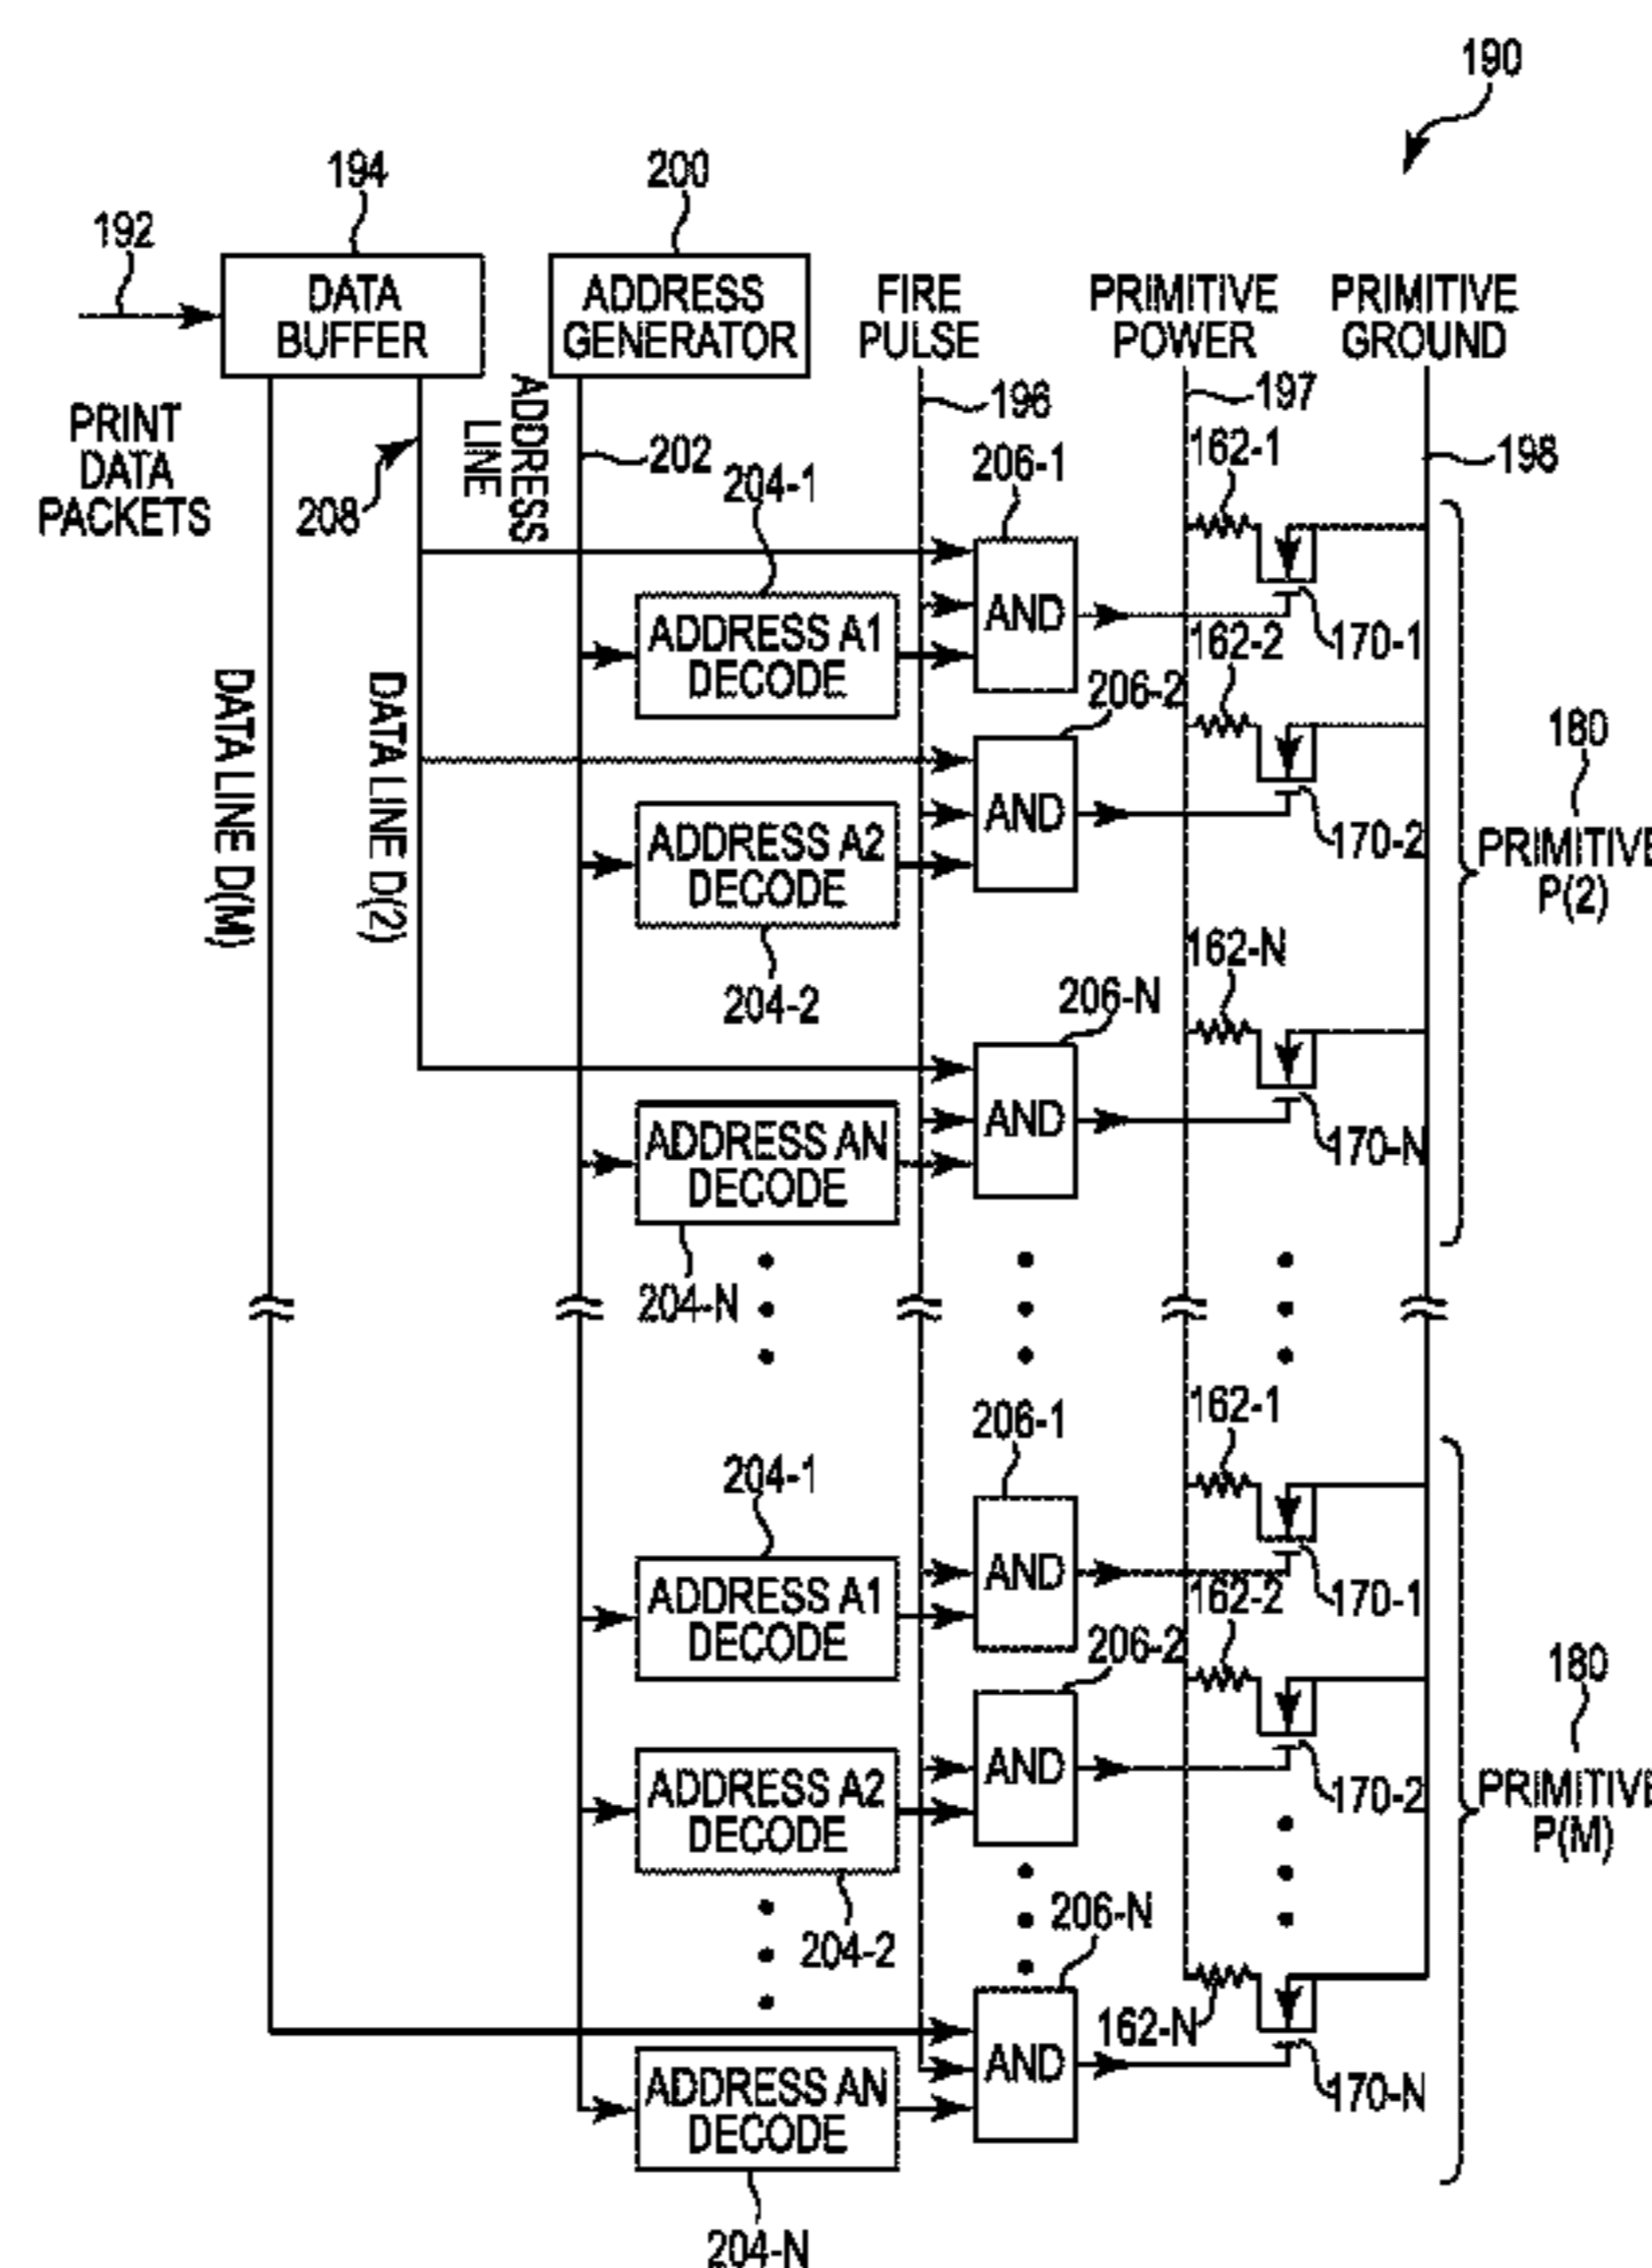 190
194
200
192
DATA
BUFFER
ADDRESS
GENERATOR
FIRE
PULSE
PRIMITIVE
POWER
PRIMITIVE
GROUND
PRINT
DATA
PACKETS
208
ADDRESS
LINE
202
196
197
198
204-1
206-1
162-1
ADDRESS A1
DECODE
AND
170-1
DATA LINE D(M)
DATA LINE D(2)
206-2
162-2
ADDRESS A2
DECODE
AND
170-2
180
PRIMITIVE
P(2)
204-2
206-N
162-N
ADDRESS AN
DECODE
AND
170-N
204-N
204-1
206-1
162-1
ADDRESS A1
DECODE
AND
170-1
206-2
162-2
ADDRESS A2
DECODE
AND
170-2
180
PRIMITIVE
P(M)
204-2
206-N
162-N
ADDRESS AN
DECODE
AND
170-N
204-N